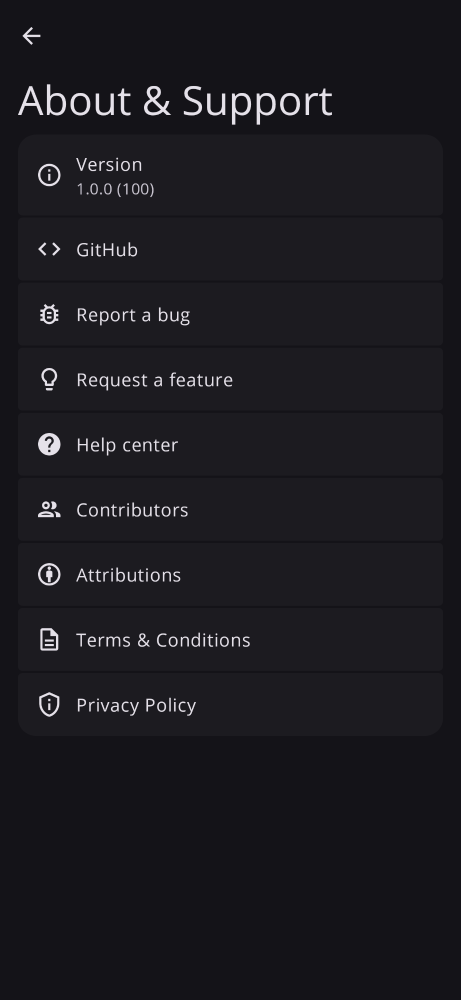 About & Support
Version
1.0.0 (100)
GitHub
Report a bug
Request a feature
Help center
Contributors
Attributions
Terms & Conditions
Privacy Policy